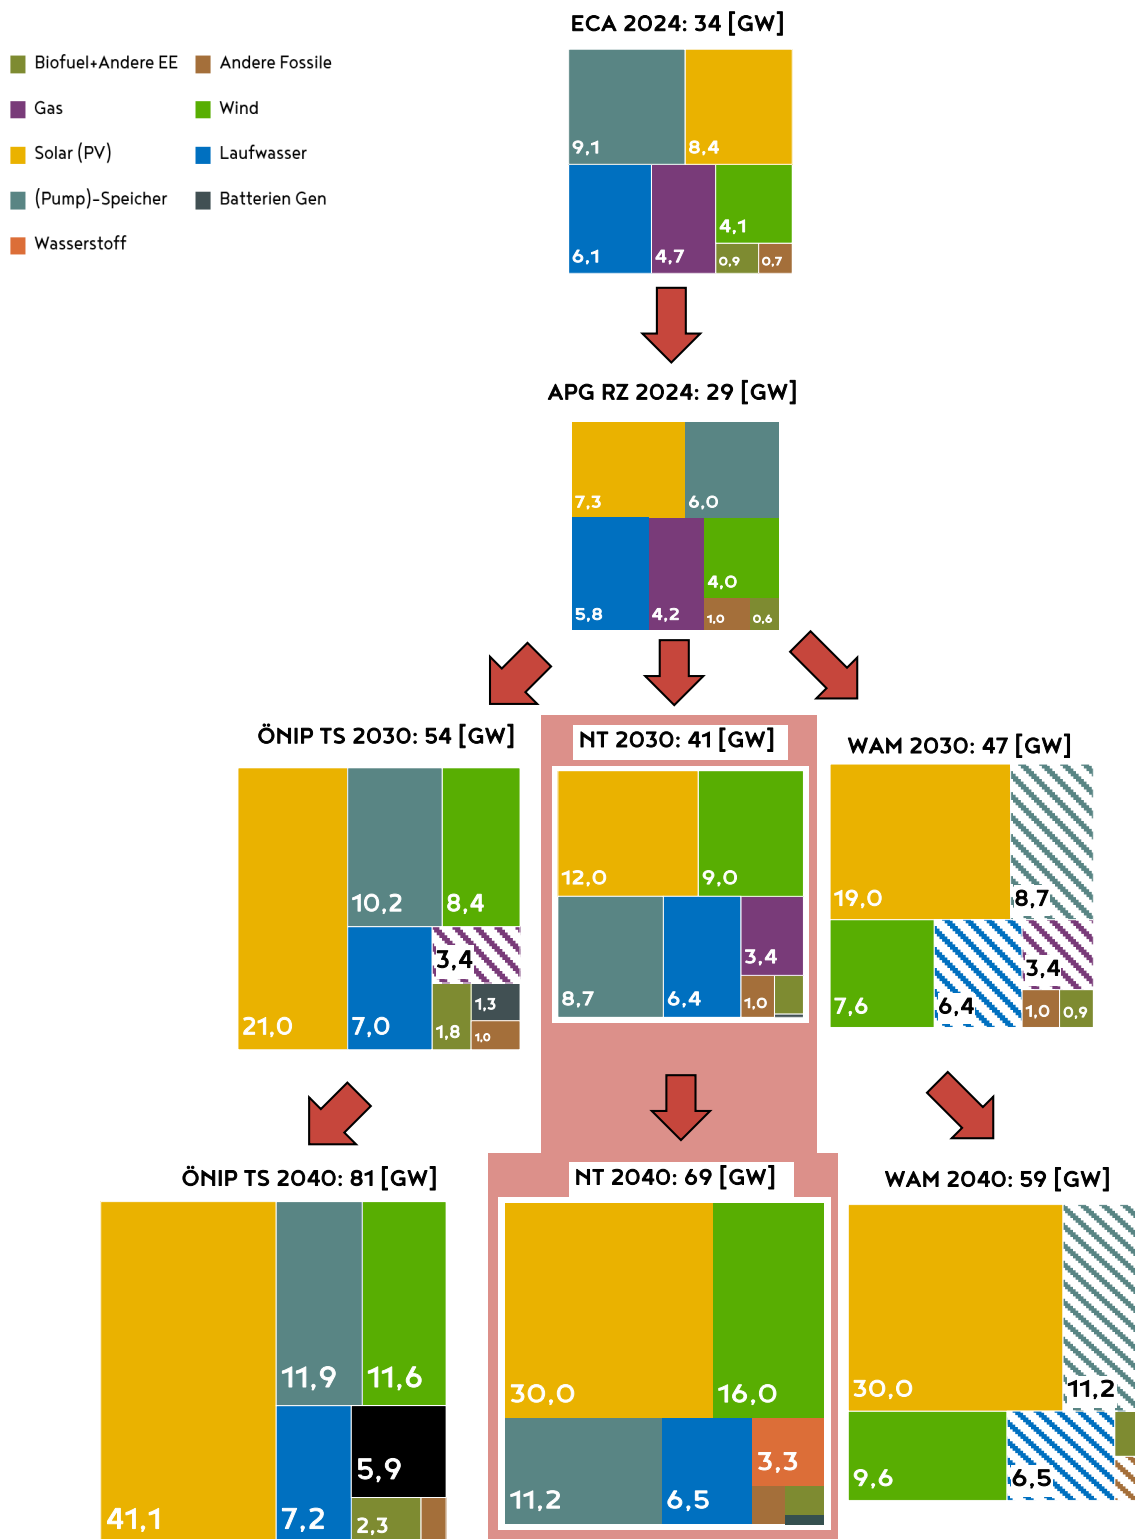 ECA 2024: 34 [GW]
Biofuel+Andere EE
Andere Fossile
Gas
Wind
Solar (PV)
Laufwasser
(Pump)-Speicher
Batterien Gen
Wasserstoff
9,1
8,4
6,1
4,7
4,1
0,9
0,7
APG RZ 2024: 29 [GW]
7,3
6,0
5,8
4,2
4,0
1,0
0,6
ÖNIP TS 2030: 54 [GW]
21,0
10,2
8,4
7,0
3,4
1,8
1,3
1,0
NT 2030: 41 [GW]
12,0
9,0
8,7
6,4
3,4
1,0
WAM 2030: 47 [GW]
19,0
8,7
7,6
6,4
3,4
1,0
0,9
ÖNIP TS 2040: 81 [GW]
41,1
11,9
11,6
7,2
5,9
2,3
NT 2040: 69 [GW]
30,0
16,0
11,2
6,5
3,3
WAM 2040: 59 [GW]
30,0
11,2
9,6
6,5